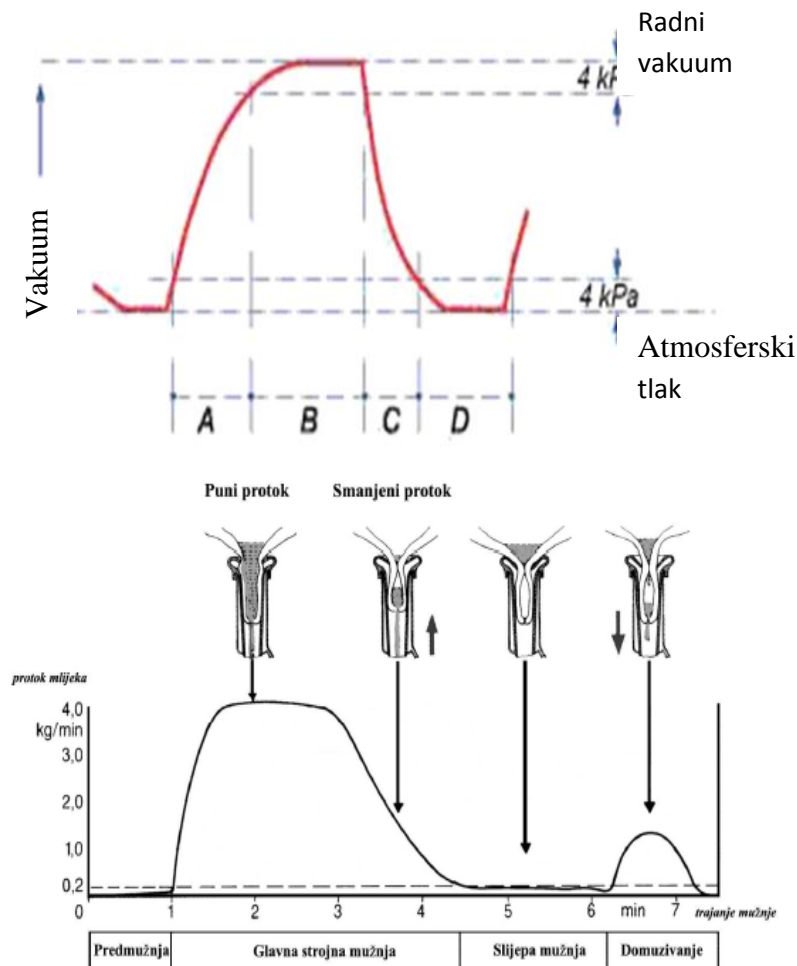 Radni
vakuum
4 k
Vakuum
4 kPa
Atmosferski
tlak
A B C D
Puni protok Smanjeni protok
protok mlijeka
4,0
kg/min
3,0
2,0
1,0
0,2
0 1 2 3 4 5 6 min 7 trajanje mužnje
Predmužnja Glavna strojna mužnja Slijepa mužnja Domuzivanje